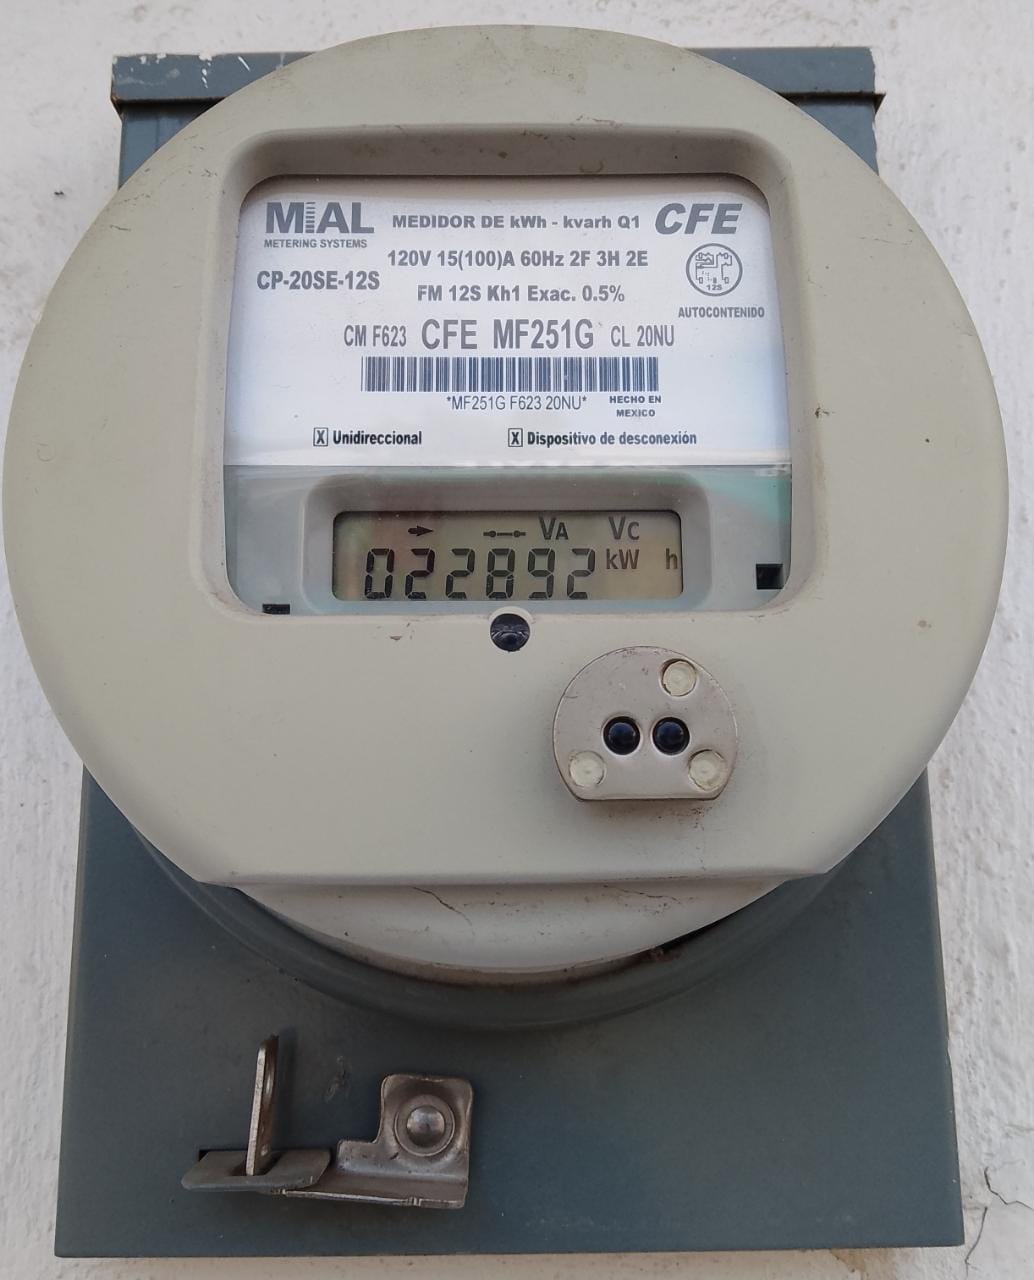 MIAL
METERING SYSTEMS
MEDIDOR DE kWh - kvarh Q1
CFE
120V 15(100)A 60Hz 2F 3H 2E
CP-20SE-12S
FM 12S Kh1 Exac. 0.5%
12S
AUTOCONTENIDO
CM F623 CFE MF251G CL 20NU
*MF251G F623 20NU*
HECHO EN
MEXICO
X Unidireccional
X Dispositivo de desconexión
VA VC
022892 kW h